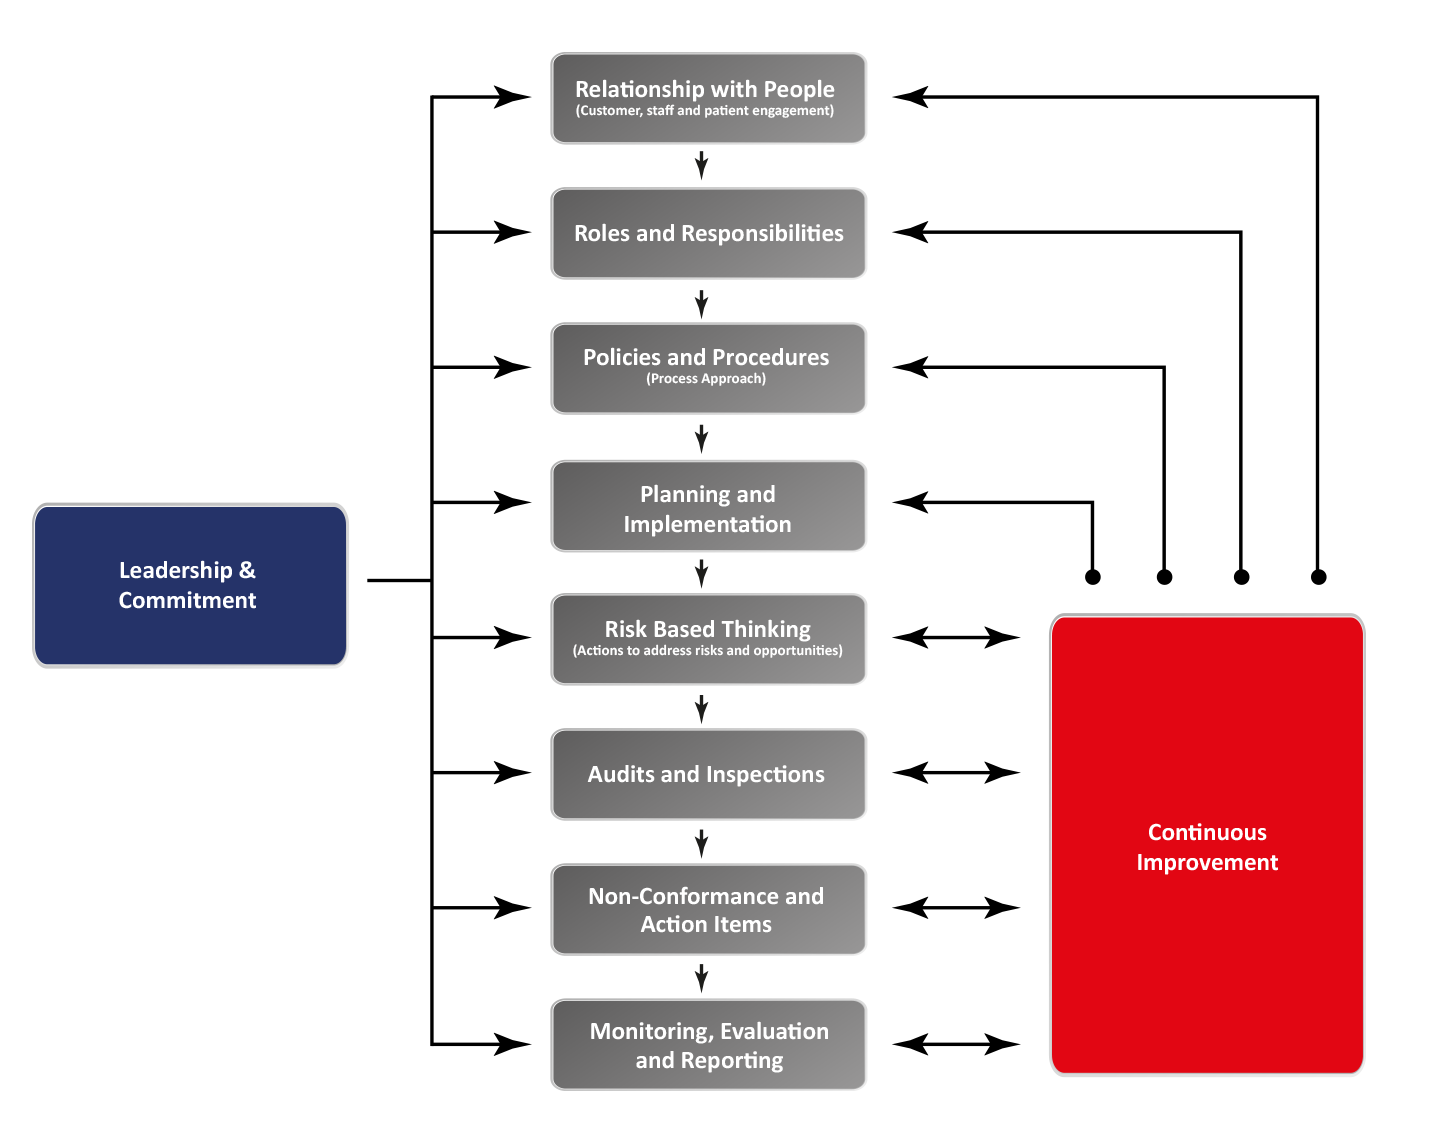 Relationship with People
(Customer, staff and patient engagement)
Roles and Responsibilities
Policies and Procedures
(Process Approach)
Planning and
Implementation
Leadership &
Commitment
Risk Based Thinking
(Actions to address risks and opportunities)
Audits and Inspections
Continuous
Improvement
Non-Conformance and
Action Items
Monitoring, Evaluation
and Reporting